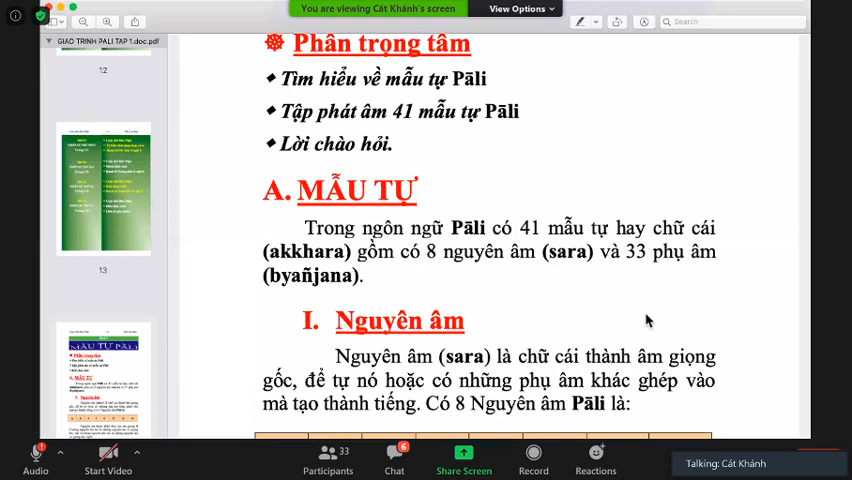 You are viewing Cát Khánh's screen
View Options
Search
GIAO TRINH PALI TAP 1.doc.pdf
12
13
☸ Phân trọng tâm
Tìm hiểu về mẫu tự Pāli
Tập phát âm 41 mẫu tự Pāli
Lời chào hỏi.
A. MẪU TỰ
Trong ngôn ngữ Pāli có 41 mẫu tự hay chữ cái
(akkhara) gồm có 8 nguyên âm (sara) và 33 phụ âm
(byañjana).
I. Nguyên âm
Nguyên âm (sara) là chữ cái thành âm giọng
gốc, để tự nó hoặc có những phụ âm khác ghép vào
mà tạo thành tiếng. Có 8 Nguyên âm Pāli là:
MẪU TỰ PALI
A. MẪU TỰ
Audio
Start Video
33
Participants
6
Chat
Share Screen
Record
Reactions
Talking: Cát Khánh